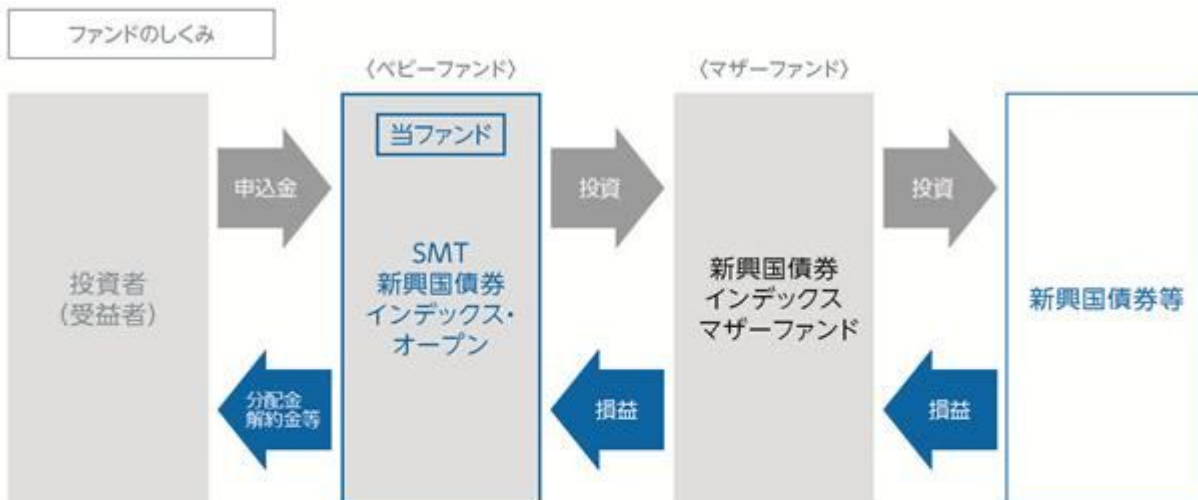 ファンドのしくみ
〈ベビーファンド〉
〈マザーファンド〉
当ファンド
申込金
投資
投資
投資者
(受益者)
SMT
新興国債券
インデックス・
オープン
新興国債券
インデックス
マザーファンド
新興国債券等
分配金
解約金等
損益
損益